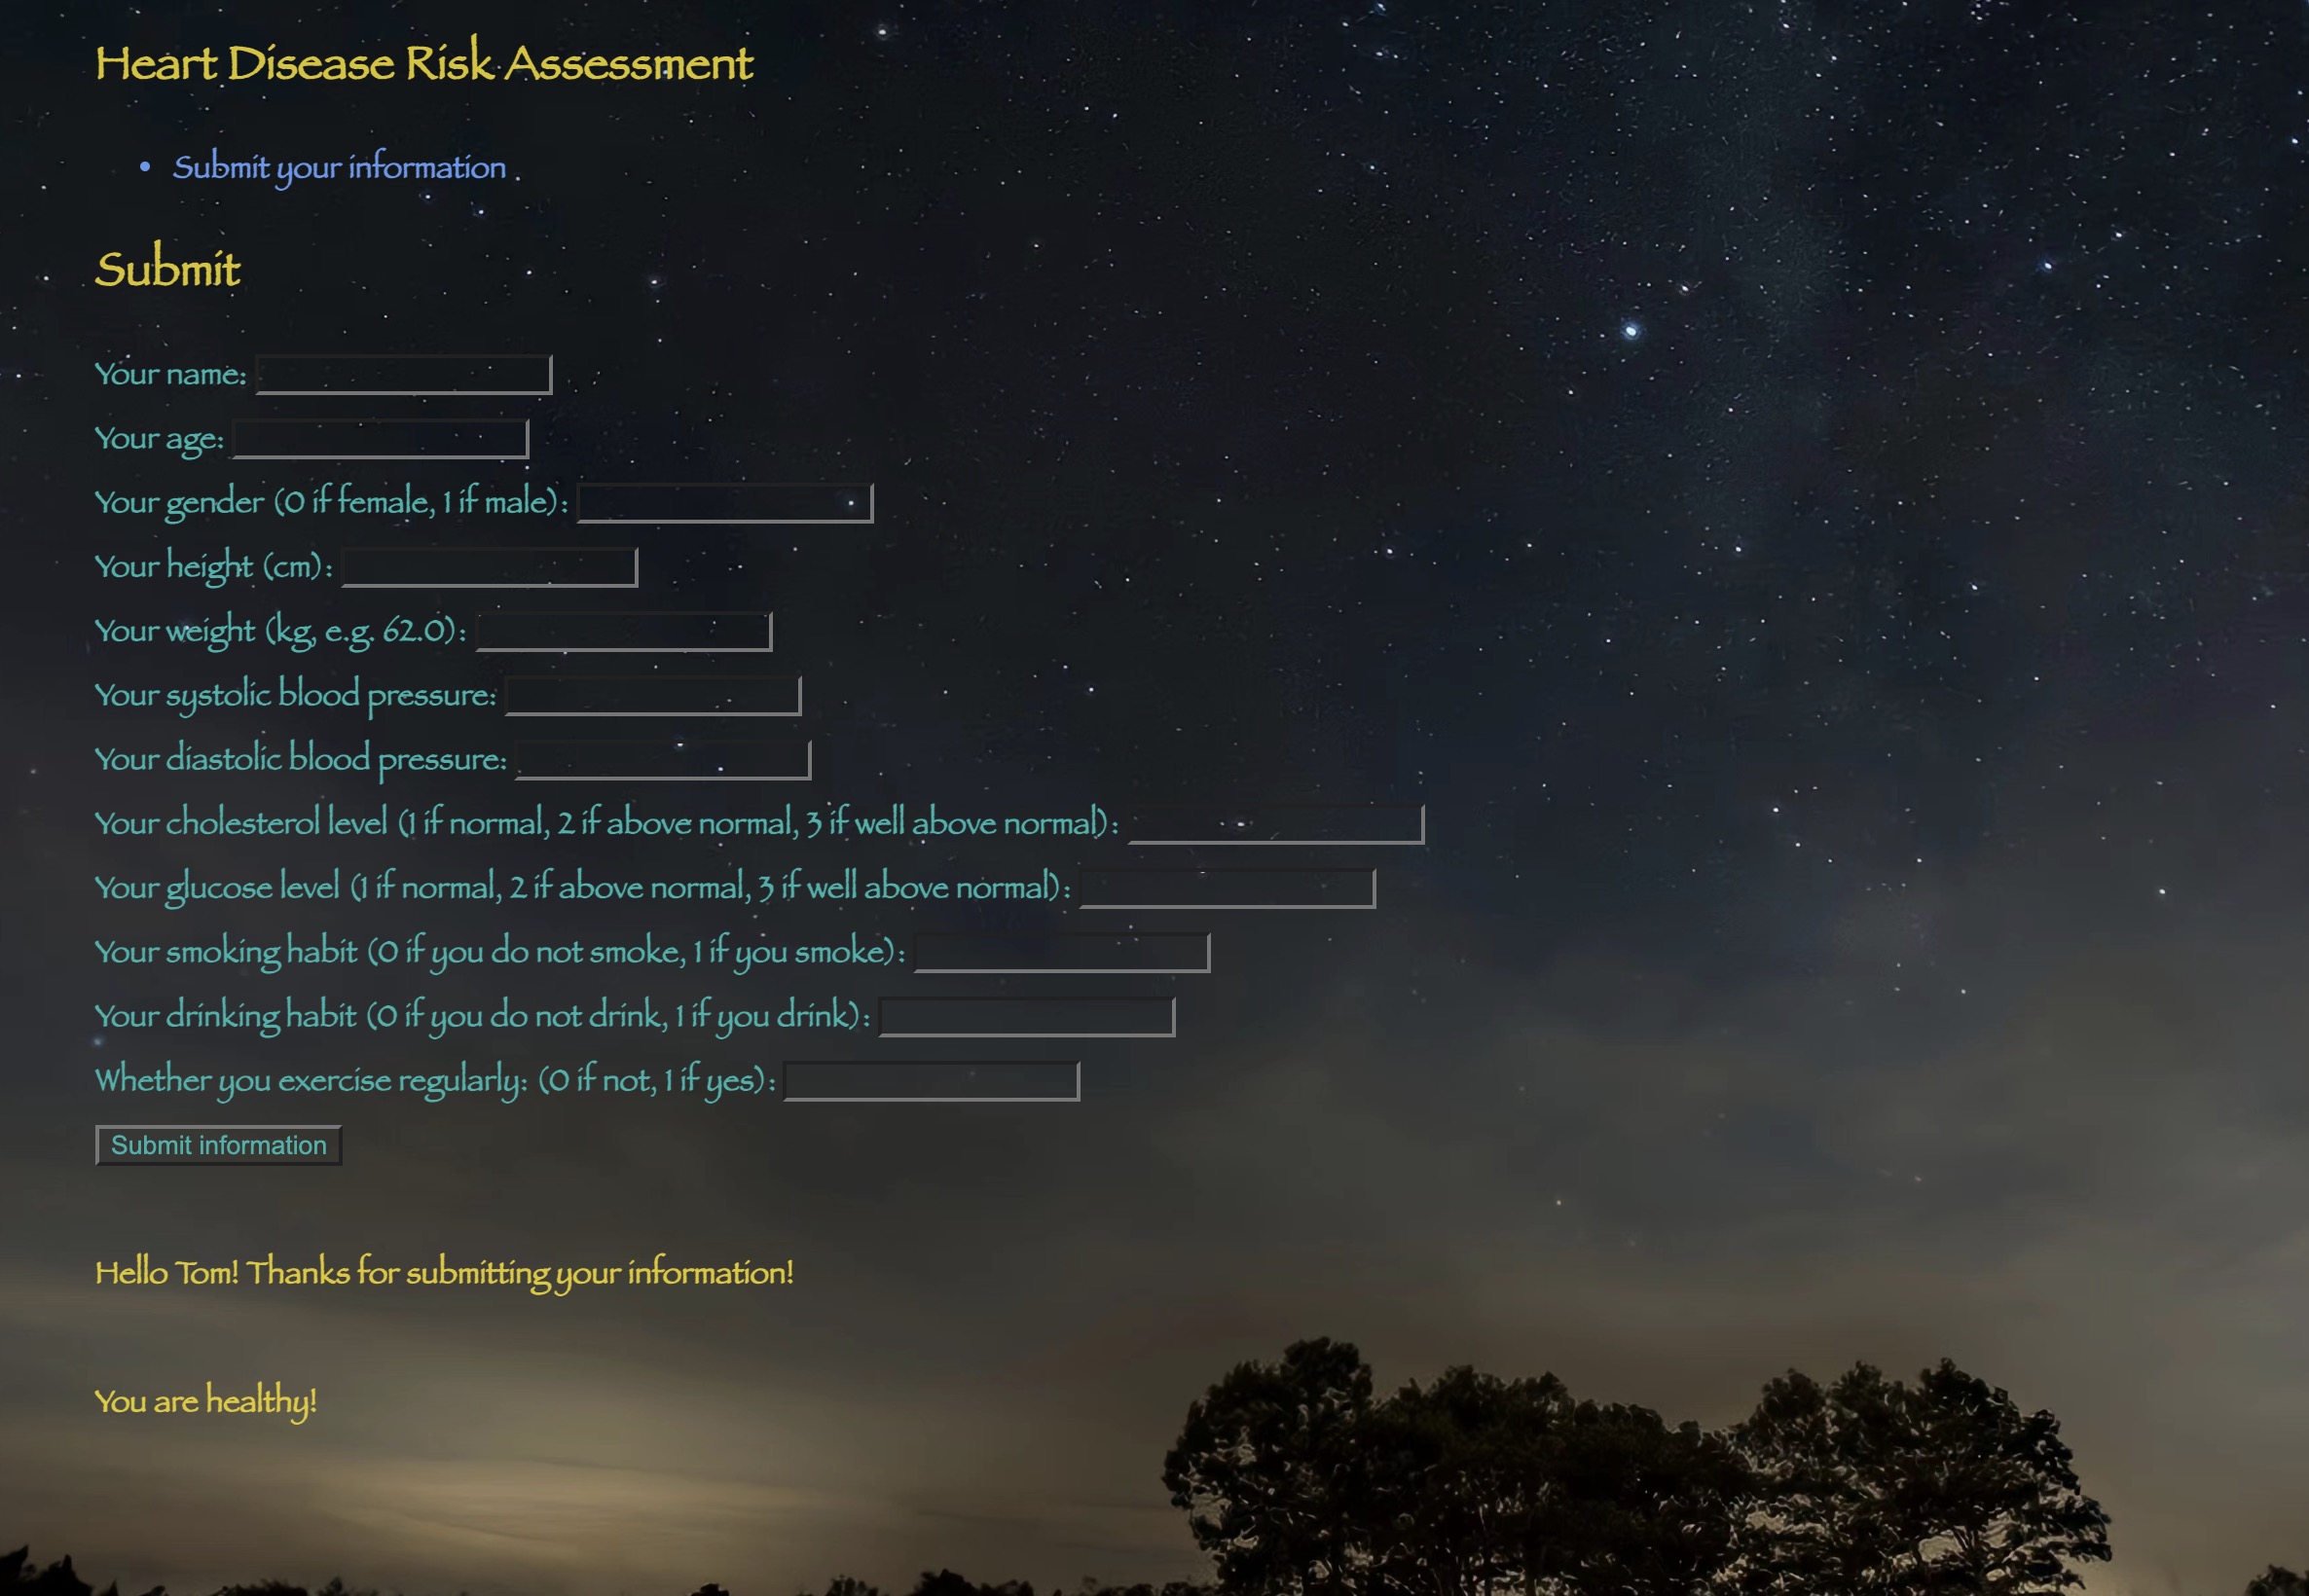 Heart Disease Risk Assessment
• Submit your information
Submit
Your name:
Your age:
Your gender (0 if female, 1 if male):
Your height (cm):
Your weight (kg, e.g. 62.0):
Your systolic blood pressure:
Your diastolic blood pressure:
Your cholesterol level (1 if normal, 2 if above normal, 3 if well above normal):
Your glucose level (1 if normal, 2 if above normal, 3 if well above normal):
Your smoking habit (0 if you do not smoke, 1 if you smoke):
Your drinking habit (0 if you do not drink, 1 if you drink):
Whether you exercise regularly: (0 if not, 1 if yes):
Submit information
Hello Tom! Thanks for submitting your information!
You are healthy!